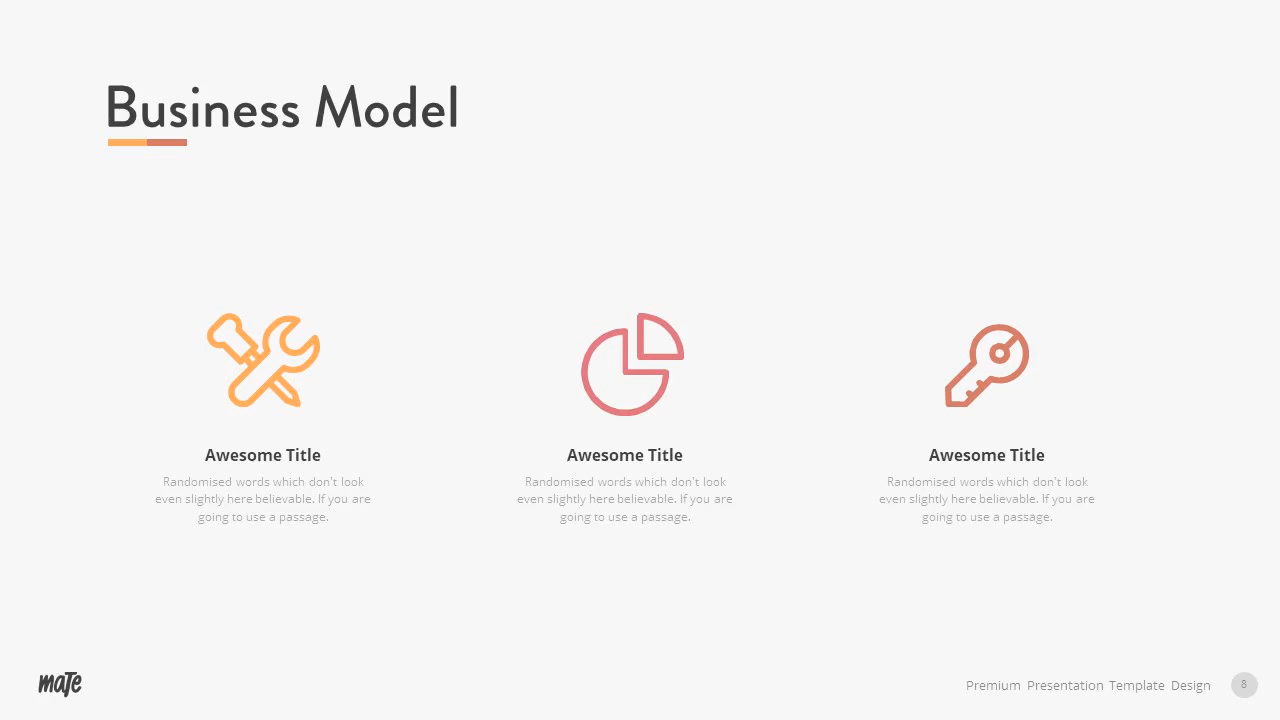 Business Model
Awesome Title
Randomised words which don't look
even slightly here believable. If you are
going to use a passage.
Awesome Title
Randomised words which don't look
even slightly here believable. If you are
going to use a passage.
Awesome Title
Randomised words which don't look
even slightly here believable. If you are
going to use a passage.
maTe
Premium Presentation Template Design
8